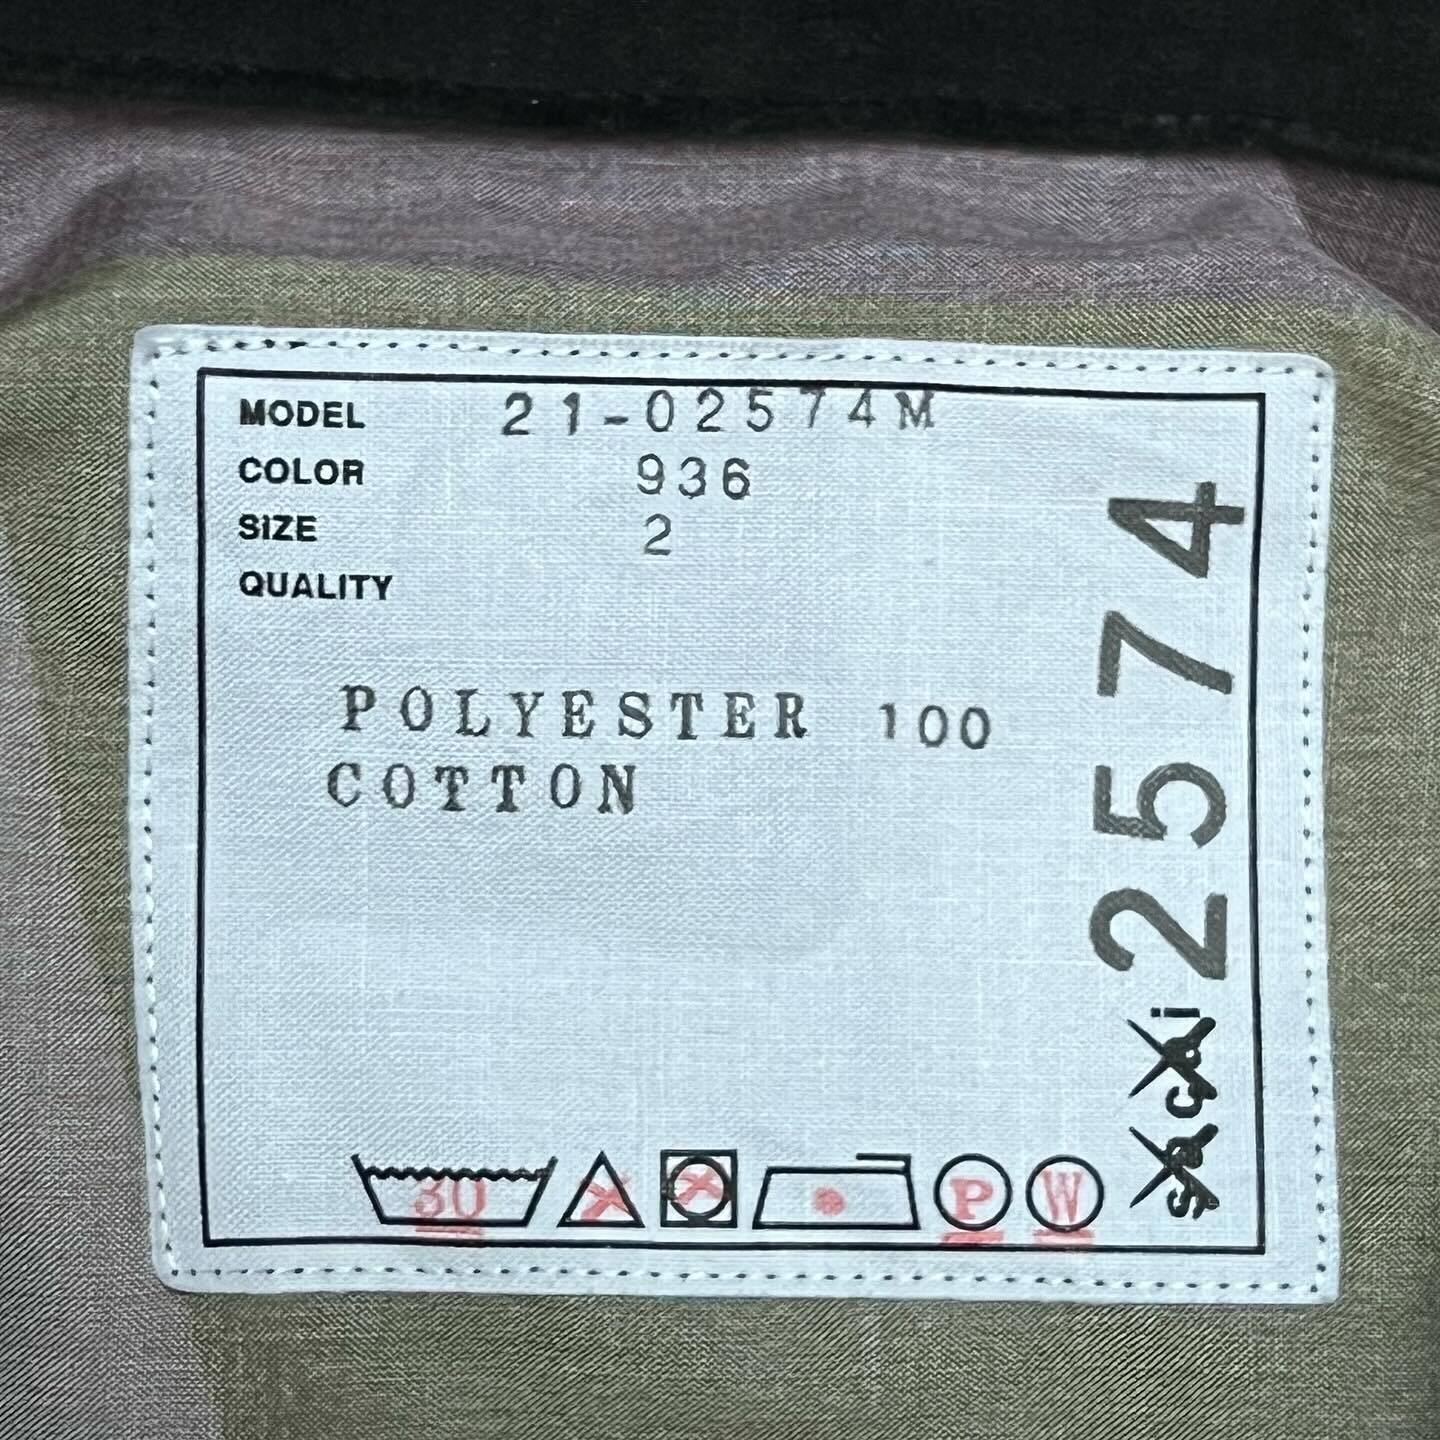 MODEL 21-02574M
COLOR 936
SIZE 2
QUALITY
POLYESTER 100
COTTON
30 P W
sacai 2574